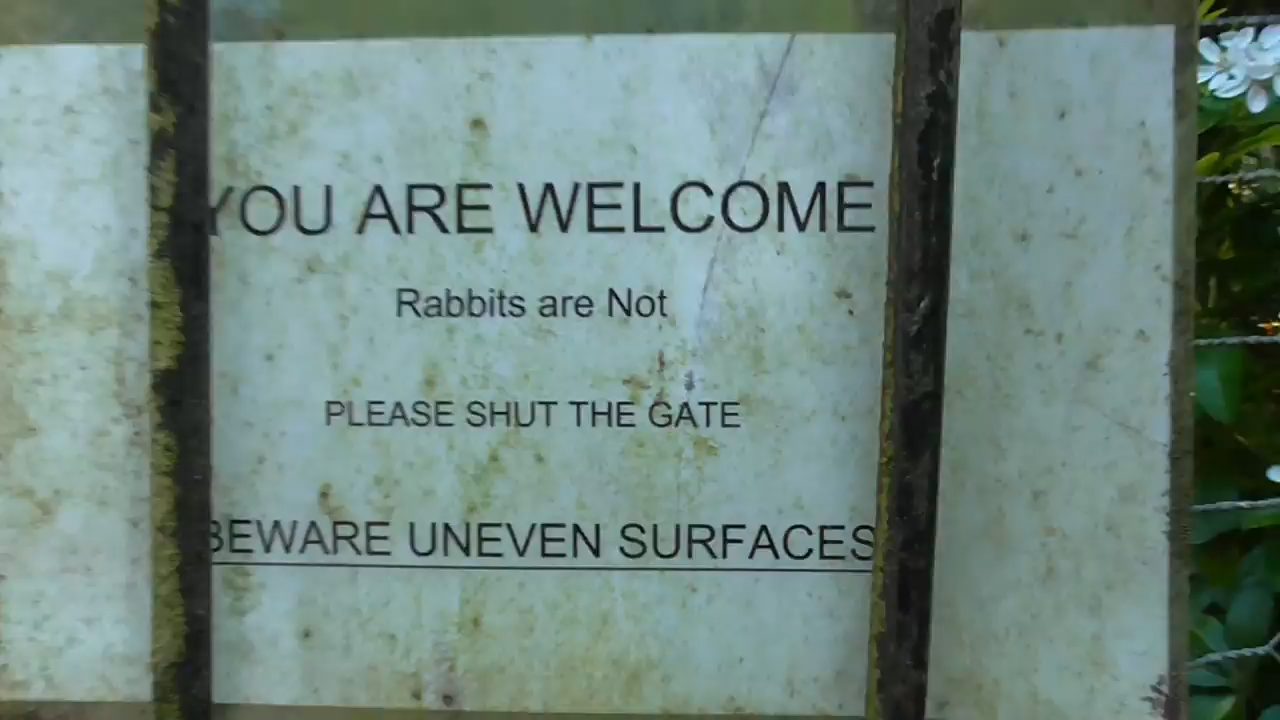 YOU ARE WELCOME
Rabbits are Not
PLEASE SHUT THE GATE
BEWARE UNEVEN SURFACES